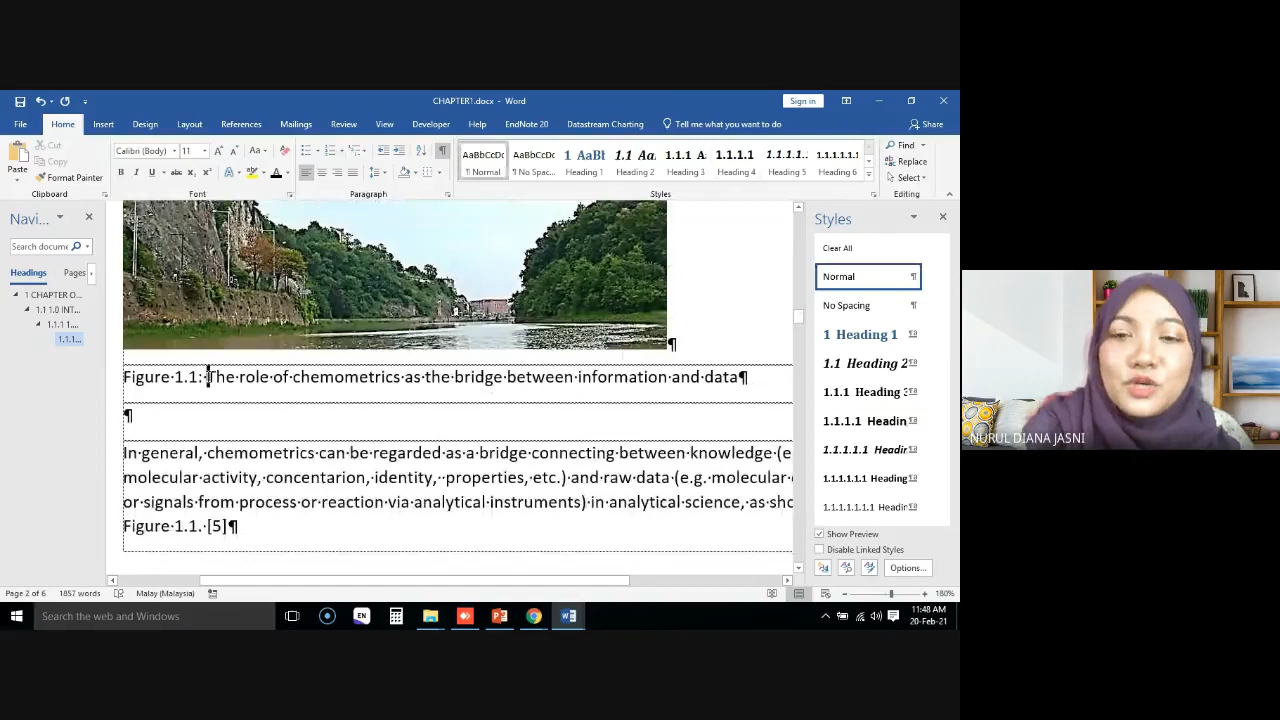 CHAPTER1.docx - Word
Sign in
File Home Insert Design Layout References Mailings Review View Developer Help EndNote 20 Datastream Charting Tell me what you want to do Share
Cut
Copy
Format Painter
Paste
Calibri (Body) 11
AaBbCcDc AaBbCcDc 1 AaBl 1.1 Aa. 1.1.1 A: 1.1.1.1 1.1.1.1. 1.1.1.1.1
¶ Normal ¶ No Spac... Heading 1 Heading 2 Heading 3 Heading 4 Heading 5 Heading 6
Find
Replace
Select
Clipboard Font Paragraph Styles Editing
Navi...
Search docume
Headings Pages
1 CHAPTER O...
1.1 1.0 INT...
1.1.1 1....
1.1.1...
¶
Figure·1.1:·The·role·of·chemometrics·as·the·bridge·between·information·and·data¶
¶
In·general,·chemometrics·can·be·regarded·as·a·bridge·connecting·between·knowledge·(e
molecular·activity,·concentarion,·identity,··properties,·etc.)·and·raw·data·(e.g.·molecular·
or·signals·from·process·or·reaction·via·analytical·instruments)·in·analytical·science,·as·sho
Figure·1.1.·[5]¶
Styles
Clear All
Normal ¶
No Spacing ¶
1 Heading 1
1.1 Heading 2
1.1.1 Heading 3
1.1.1.1 Headin
1.1.1.1.1 Headir
1.1.1.1.1.1 Heading
1.1.1.1.1.1.1 Headir
Show Preview
Disable Linked Styles
Options...
Page 2 of 6 1857 words Malay (Malaysia) 180%
Search the web and Windows
EN
11:48 AM
20-Feb-21
NURUL DIANA JASNI